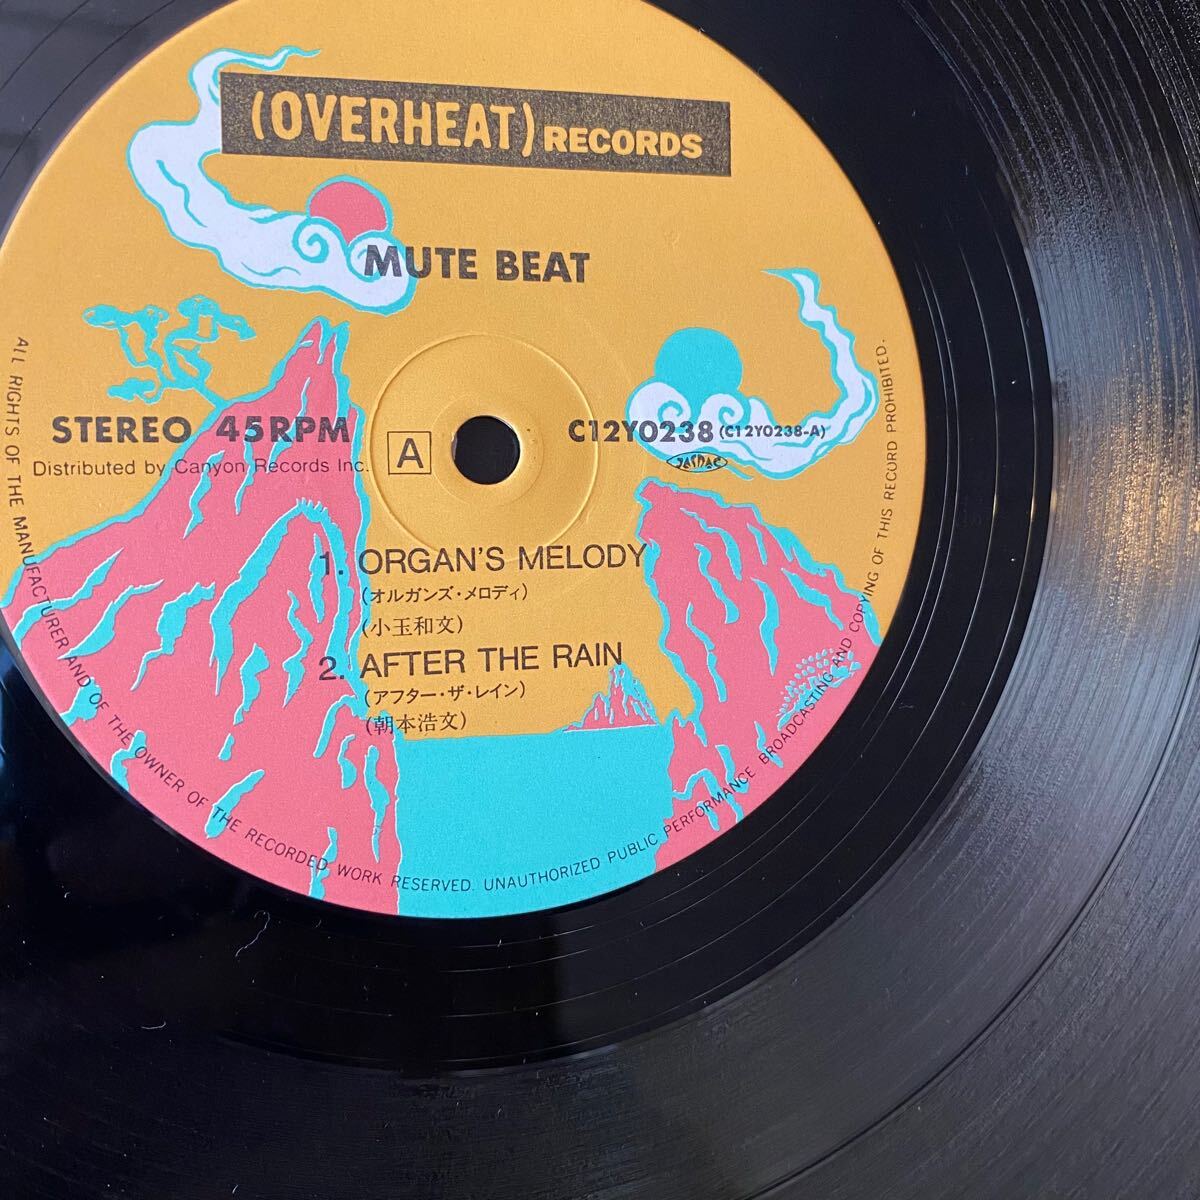 (OVERHEAT) RECORDS
MUTE BEAT
STEREO 45RPM
Distributed by Canyon Records Inc.
A
C12Y0238 (C12Y0238-A)
JASRAC
1. ORGAN'S MELODY
(オルガンズ・メロディ)
(小玉和文)
2. AFTER THE RAIN
(アフター・ザ・レイン)
(朝本浩文)
ALL RIGHTS OF THE MANUFACTURER AND OF THE OWNER OF THE RECORDED WORK RESERVED. UNAUTHORIZED PUBLIC PERFORMANCE BROADCASTING AND COPYING OF THIS RECORD PROHIBITED.